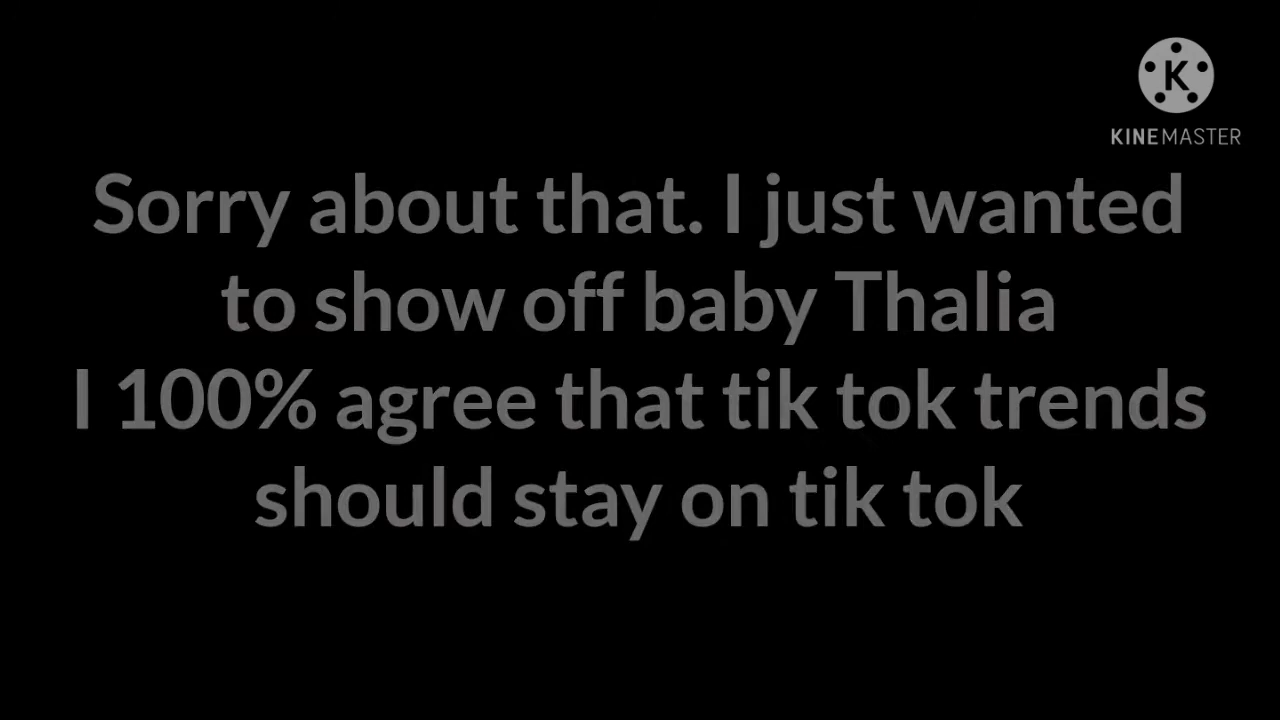 K
KINEMASTER
Sorry about that. I just wanted
to show off baby Thalia
I 100% agree that tik tok trends
should stay on tik tok